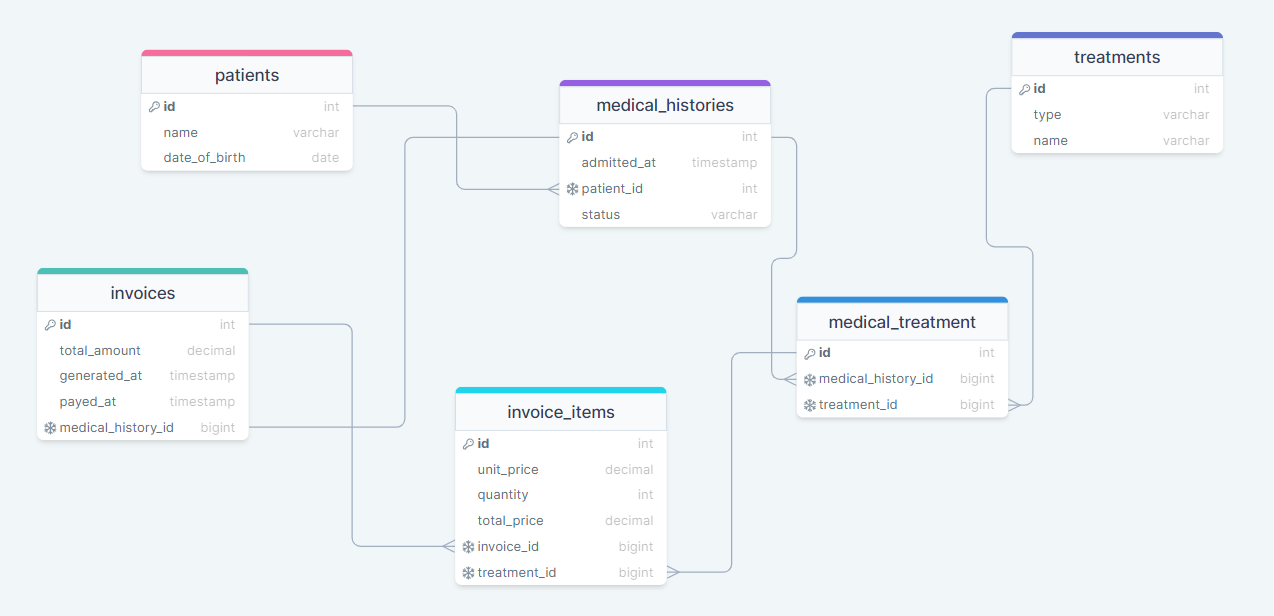 patients
id int
name varchar
date_of_birth date
medical_histories
id int
admitted_at timestamp
patient_id int
status varchar
treatments
id int
type varchar
name varchar
invoices
id int
total_amount decimal
generated_at timestamp
payed_at timestamp
medical_history_id bigint
invoice_items
id int
unit_price decimal
quantity int
total_price decimal
invoice_id bigint
treatment_id bigint
medical_treatment
id int
medical_history_id bigint
treatment_id bigint